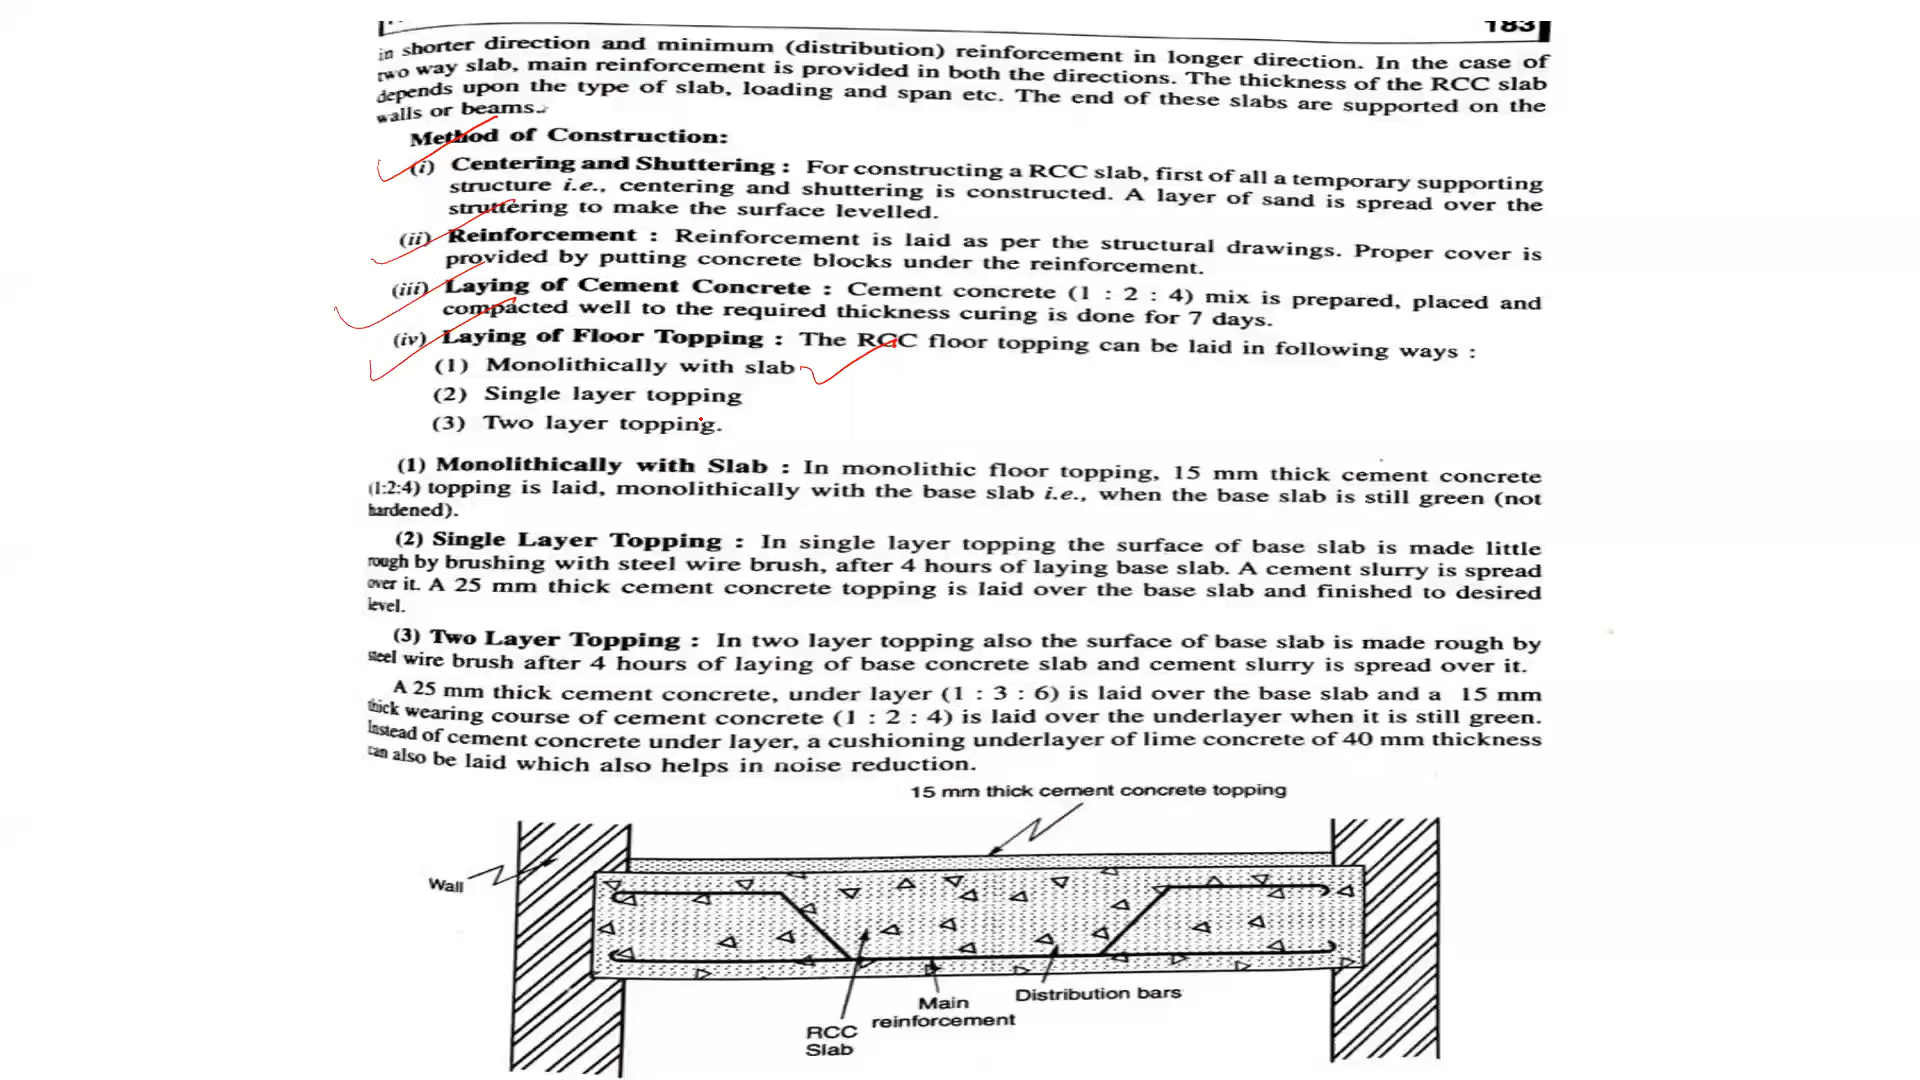 183
in shorter direction and minimum (distribution) reinforcement in longer direction. In the case of
two way slab, main reinforcement is provided in both the directions. The thickness of the RCC slab
depends upon the type of slab, loading and span etc. The end of these slabs are supported on the
walls or beams.
Method of Construction:
(i) Centering and Shuttering : For constructing a RCC slab, first of all a temporary supporting
structure i.e., centering and shuttering is constructed. A layer of sand is spread over the
struttering to make the surface levelled.
(ii) Reinforcement : Reinforcement is laid as per the structural drawings. Proper cover is
provided by putting concrete blocks under the reinforcement.
(iii) Laying of Cement Concrete : Cement concrete (1 : 2 : 4) mix is prepared, placed and
compacted well to the required thickness curing is done for 7 days.
(iv) Laying of Floor Topping : The RCC floor topping can be laid in following ways :
(1) Monolithically with slab
(2) Single layer topping
(3) Two layer topping.
(1) Monolithically with Slab : In monolithic floor topping, 15 mm thick cement concrete
(1:2:4) topping is laid, monolithically with the base slab i.e., when the base slab is still green (not
hardened).
(2) Single Layer Topping : In single layer topping the surface of base slab is made little
rough by brushing with steel wire brush, after 4 hours of laying base slab. A cement slurry is spread
over it. A 25 mm thick cement concrete topping is laid over the base slab and finished to desired
level.
(3) Two Layer Topping : In two layer topping also the surface of base slab is made rough by
steel wire brush after 4 hours of laying of base concrete slab and cement slurry is spread over it.
A 25 mm thick cement concrete, under layer (1 : 3 : 6) is laid over the base slab and a 15 mm
thick wearing course of cement concrete (1 : 2 : 4) is laid over the underlayer when it is still green.
Instead of cement concrete under layer, a cushioning underlayer of lime concrete of 40 mm thickness
can also be laid which also helps in noise reduction.
15 mm thick cement concrete topping
Wall
Main
reinforcement
Distribution bars
RCC
Slab